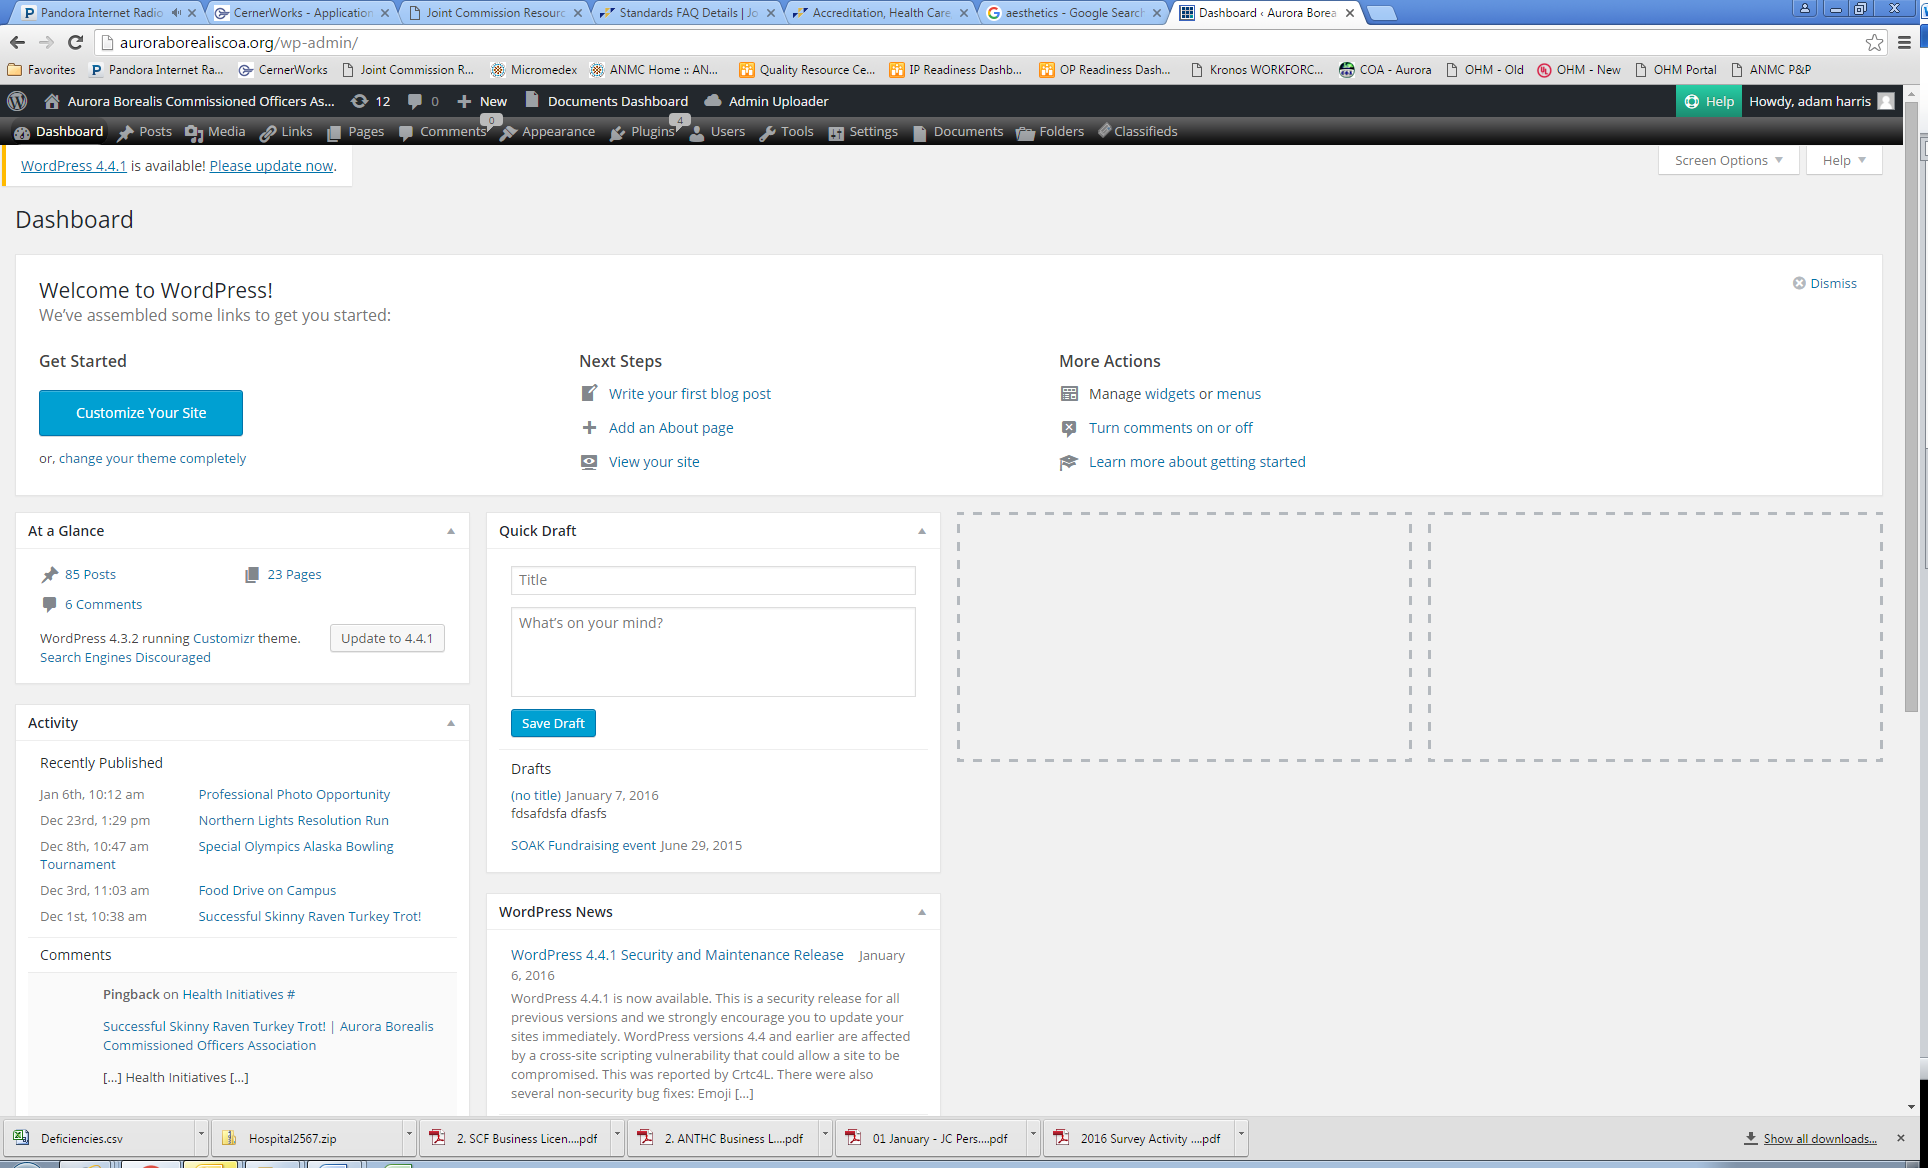 Pandora Internet Radio
CernerWorks - Application
Joint Commission Resourc
Standards FAQ Details | Jo
Accreditation, Health Care
aesthetics - Google Search
Dashboard ‹ Aurora Borea
auroraborealiscoa.org/wp-admin/
Favorites
Pandora Internet Ra...
CernerWorks
Joint Commission R...
Micromedex
ANMC Home :: AN...
Quality Resource Ce...
IP Readiness Dashb...
OP Readiness Dash...
Kronos WORKFORC...
COA - Aurora
OHM - Old
OHM - New
OHM Portal
ANMC P&P
Aurora Borealis Commissioned Officers As...
12
0
New
Documents Dashboard
Admin Uploader
Help
Howdy, adam harris
Dashboard
Posts
Media
Links
Pages
Comments 0
Appearance
Plugins 4
Users
Tools
Settings
Documents
Folders
Classifieds
WordPress 4.4.1 is available! Please update now.
Screen Options
Help
Dashboard
Welcome to WordPress!
Dismiss
We’ve assembled some links to get you started:
Get Started
Customize Your Site
or, change your theme completely
Next Steps
Write your first blog post
Add an About page
View your site
More Actions
Manage widgets or menus
Turn comments on or off
Learn more about getting started
At a Glance
85 Posts
23 Pages
6 Comments
WordPress 4.3.2 running Customizr theme.
Update to 4.4.1
Search Engines Discouraged
Activity
Recently Published
Jan 6th, 10:12 am Professional Photo Opportunity
Dec 23rd, 1:29 pm Northern Lights Resolution Run
Dec 8th, 10:47 am Special Olympics Alaska Bowling
Tournament
Dec 3rd, 11:03 am Food Drive on Campus
Dec 1st, 10:38 am Successful Skinny Raven Turkey Trot!
Comments
Pingback on Health Initiatives #
Successful Skinny Raven Turkey Trot! | Aurora Borealis
Commissioned Officers Association
[…] Health Initiatives […]
Quick Draft
Title
What’s on your mind?
Save Draft
Drafts
(no title) January 7, 2016
fdsafdsfa dfasfs
SOAK Fundraising event June 29, 2015
WordPress News
WordPress 4.4.1 Security and Maintenance Release January
6, 2016
WordPress 4.4.1 is now available. This is a security release for all
previous versions and we strongly encourage you to update your
sites immediately. WordPress versions 4.4 and earlier are affected
by a cross-site scripting vulnerability that could allow a site to be
compromised. This was reported by Crtc4L. There were also
several non-security bug fixes: Emoji […]
Deficiencies.csv
Hospital2567.zip
2. SCF Business Licen....pdf
2. ANTHC Business L....pdf
01 January - JC Pers....pdf
2016 Survey Activity ....pdf
Show all downloads...